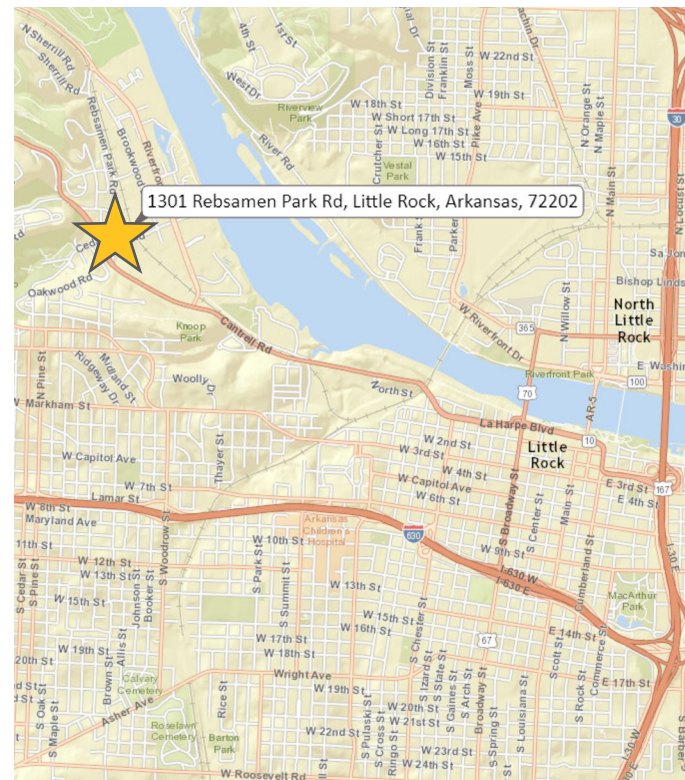 N Sherrill Rd
Sherrill Rd
Rebsamen Park Rd
Brookwood
Riverfro
4th St
1st St
West Dr
Riverview
Park
River Rd
Division St
Franklin St
Moss St
W 22nd St
W 19th St
W 18th St
W Short 17th St
W Long 17th St
W 16th St
W 15th St
Pike Ave
Crutcher St
Vestal
Park
N Orange St
N Maple St
30
N Main St
N Locust St
1301 Rebsamen Park Rd, Little Rock, Arkansas, 72202
Oakwood Rd
Parker
Bishop Linds
North
Little
Rock
N Willow St
365
W Riverfront Dr
Knoop
Park
Cantrell Rd
E Washin
100
Riverfront Park
70
AR-5
N Pine St
Midland St
Ridgeway Dr
Woolly
Dr
North St
W Markham St
La Harpe Blvd
10
Little
Rock
W 2nd St
W 3rd St
W 4th St
W Capitol Ave
W 6th St
W Capitol Ave
Thayer St
W 7th St
Lamar St
W 8th St
Maryland Ave
E 3rd St
E 4th St
167
S Broadway St
S Center St
Main St
Cumberland St
Arkansas
Children's
Hospital
630
W 9th St
I-630 W
I-630 E
I-30 E
11th St
W 10th St
W 12th St
W 13th St
W 15th St
S Woodrow St
S Park St
S Summit St
W 13th St
MacArthur
Park
S Cedar St
S Pine St
Johnson St
Booker St
W 15th St
W 16th St
S Chester St
67
E 14th St
W 17th St
W 18th St
W 19th St
Allis St
Brown St
20th St
Calvary
Cemetery
Wright Ave
W 19th St
S Izard St
S State St
S Gaines St
S Arch St
Broadway St
S Spring St
S Louisiana St
Scott St
S Rock St
Commerce St
E 17th St
S Oak St
S Maple St
Asher Ave
Rice St
Roselawn
Cemetery
Barton
Park
W 20th St
W 21st St
W 22nd St
W 23rd St
W 24th St
S Pulaski St
S Cross St
Ringo St
I-30 W
W Roosevelt Rd